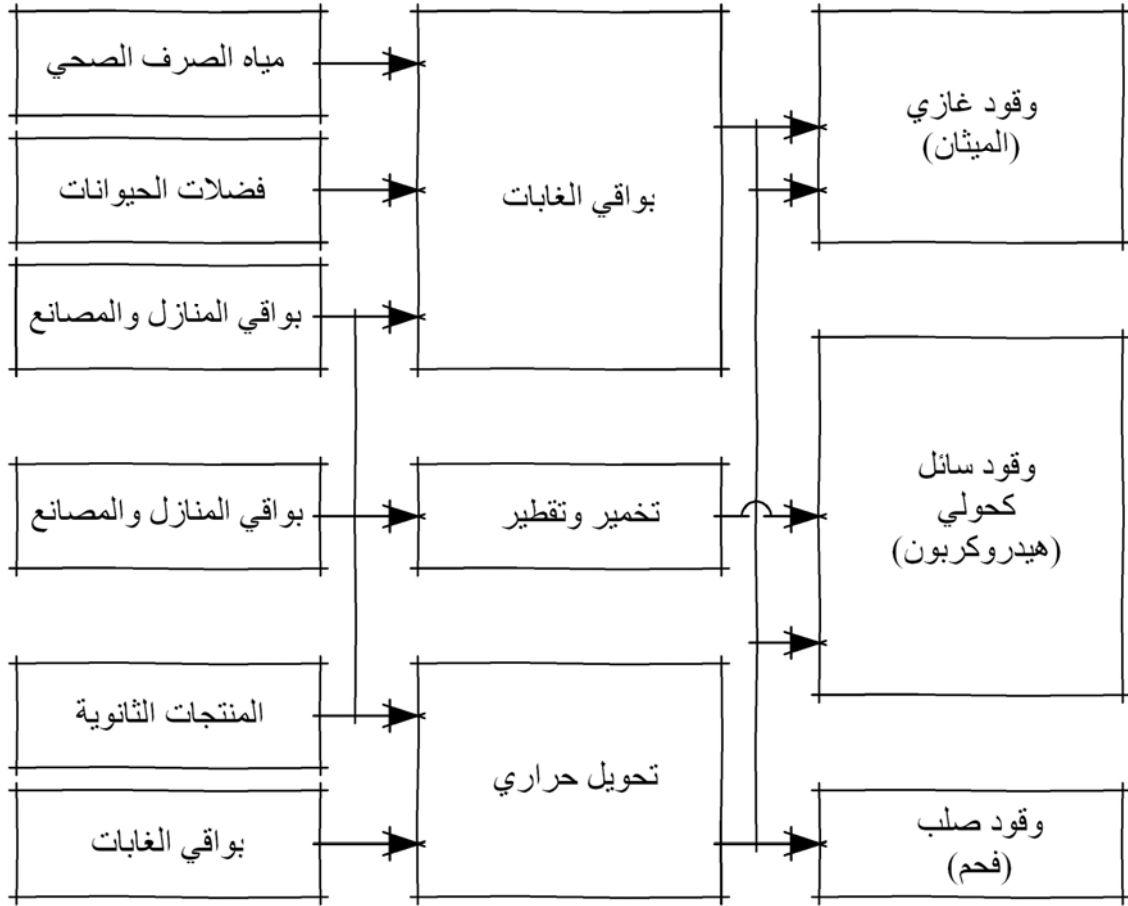 مياه الصرف الصحي
فضلات الحيوانات
بواقي المنازل والمصانع
بواقي المنازل والمصانع
المنتجات الثانوية
بواقي الغابات
بواقي الغابات
تخمير وتقطير
تحويل حراري
وقود غازي
(الميثان)
وقود سائل
كحولي
(هيدروكربون)
وقود صلب
(فحم)